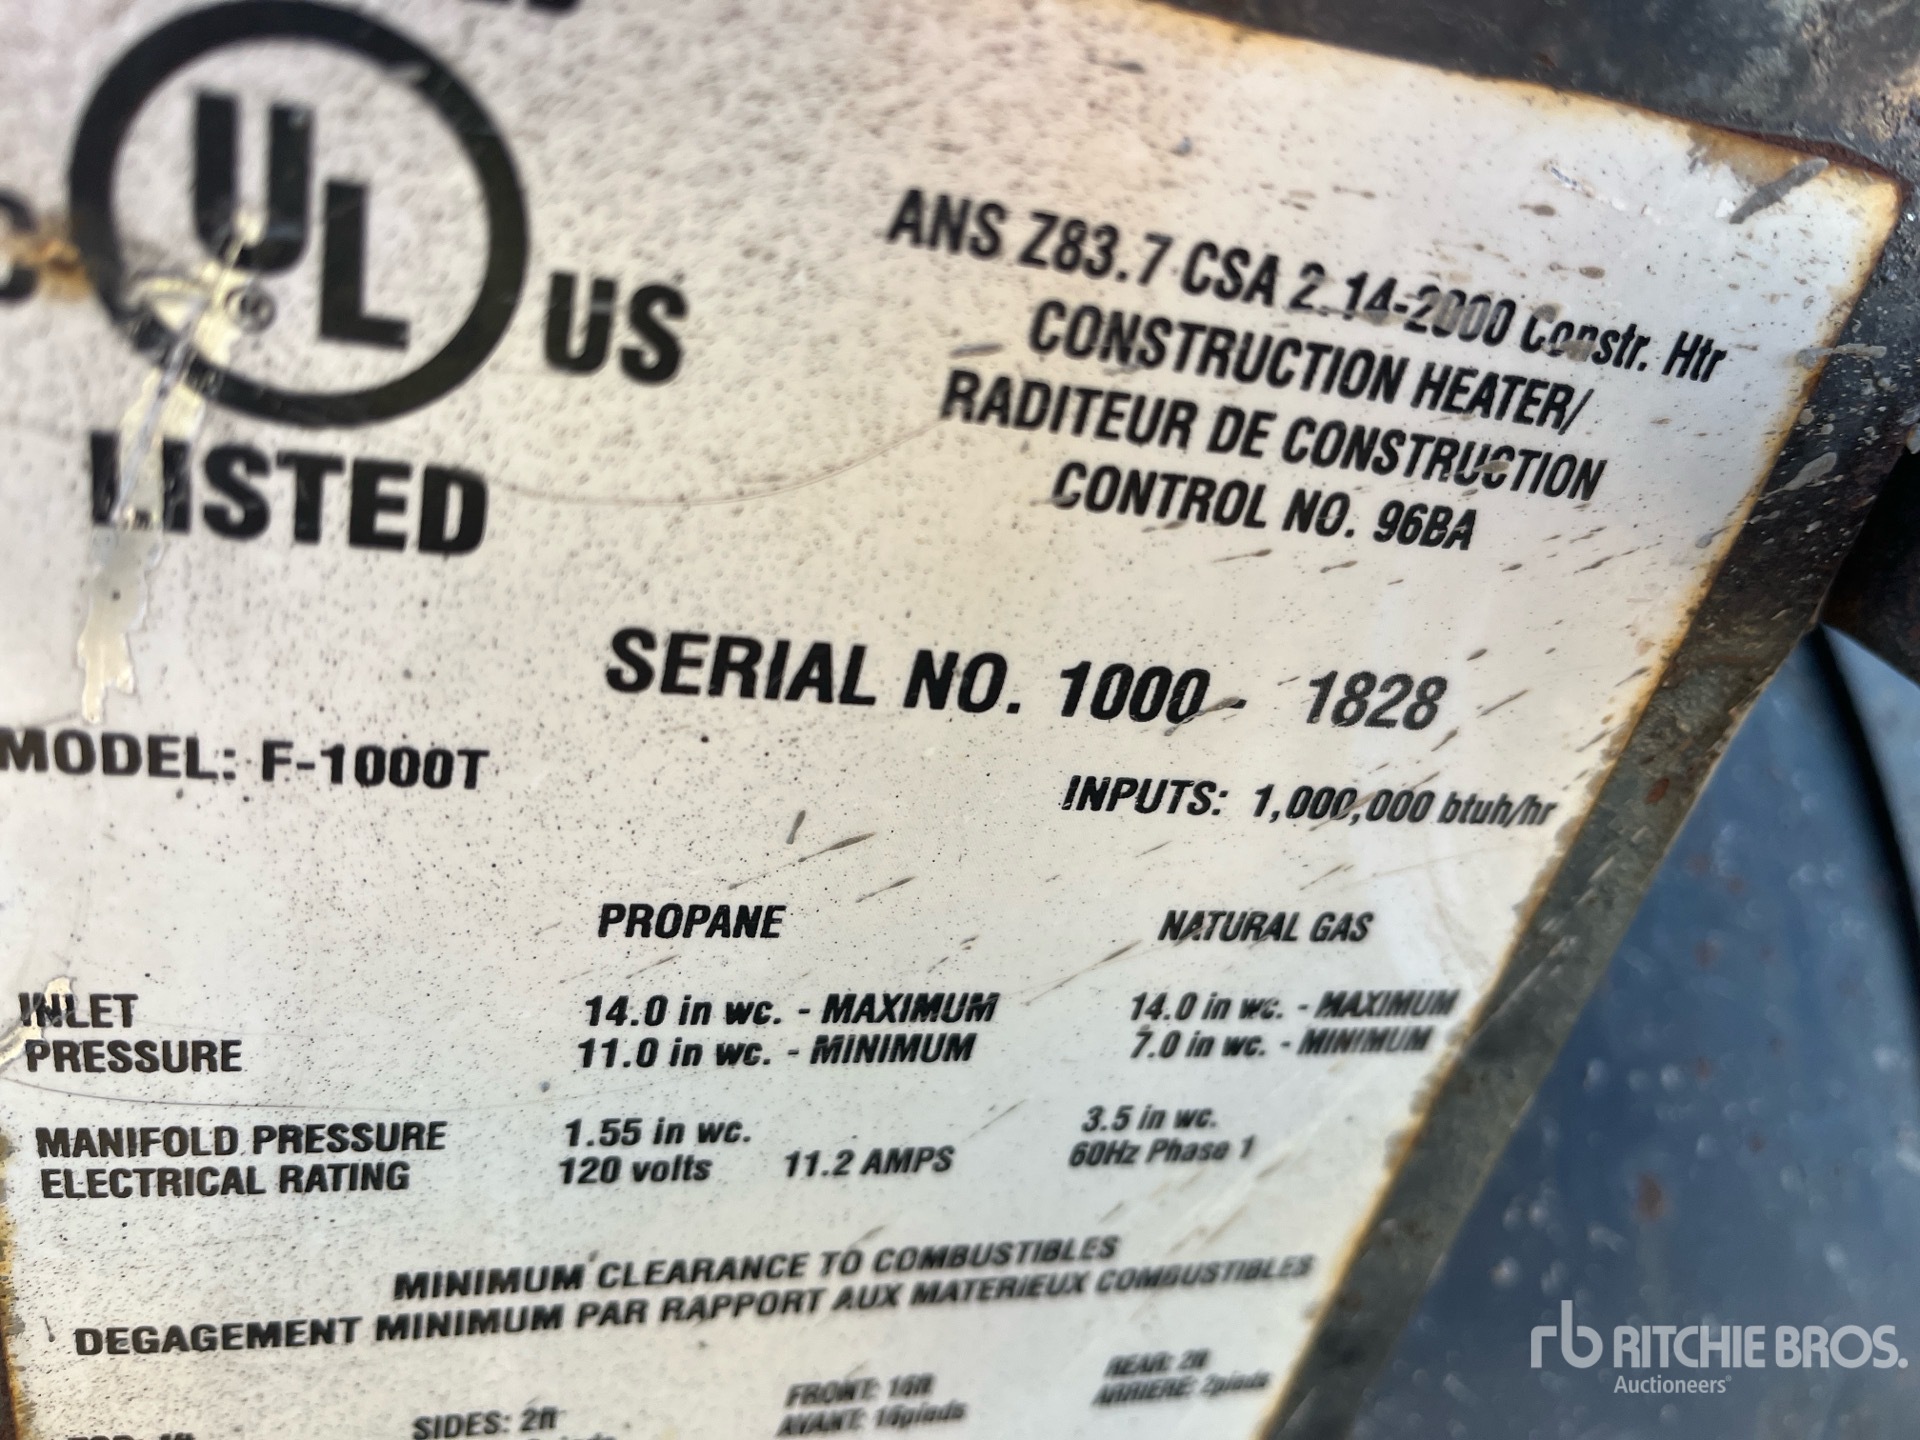 C UL US
®
LISTED
ANS Z83.7 CSA 2.14-2000 Constr. Htr
CONSTRUCTION HEATER/
RADITEUR DE CONSTRUCTION
CONTROL NO. 96BA
SERIAL NO. 1000- 1828
MODEL: F-1000T
INPUTS: 1,000,000 btuh/hr
PROPANE NATURAL GAS
INLET 14.0 in wc. - MAXIMUM 14.0 in wc. - MAXIMUM
PRESSURE 11.0 in wc. - MINIMUM 7.0 in wc. - MINIMUM
MANIFOLD PRESSURE 1.55 in wc. 3.5 in wc.
ELECTRICAL RATING 120 volts 11.2 AMPS 60Hz Phase 1
MINIMUM CLEARANCE TO COMBUSTIBLES
DEGAGEMENT MINIMUM PAR RAPPORT AUX MATERIEUX COMBUSTIBLES
SIDES: 2ft FRONT: 16ft REAR: 2ft
AVANT: 16pieds ARRIERE: 2pieds
rb RITCHIE BROS.
Auctioneers